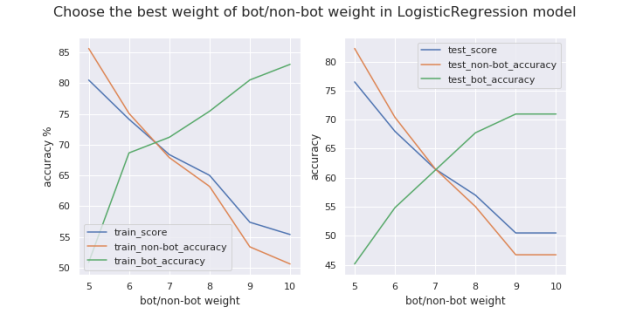 Choose the best weight of bot/non-bot weight in LogisticRegression model
85
80
75
70
65
60
55
50
accuracy %
train_score
train_non-bot_accuracy
train_bot_accuracy
5 6 7 8 9 10
bot/non-bot weight
80
75
70
65
60
55
50
45
accuracy
test_score
test_non-bot_accuracy
test_bot_accuracy
5 6 7 8 9 10
bot/non-bot weight